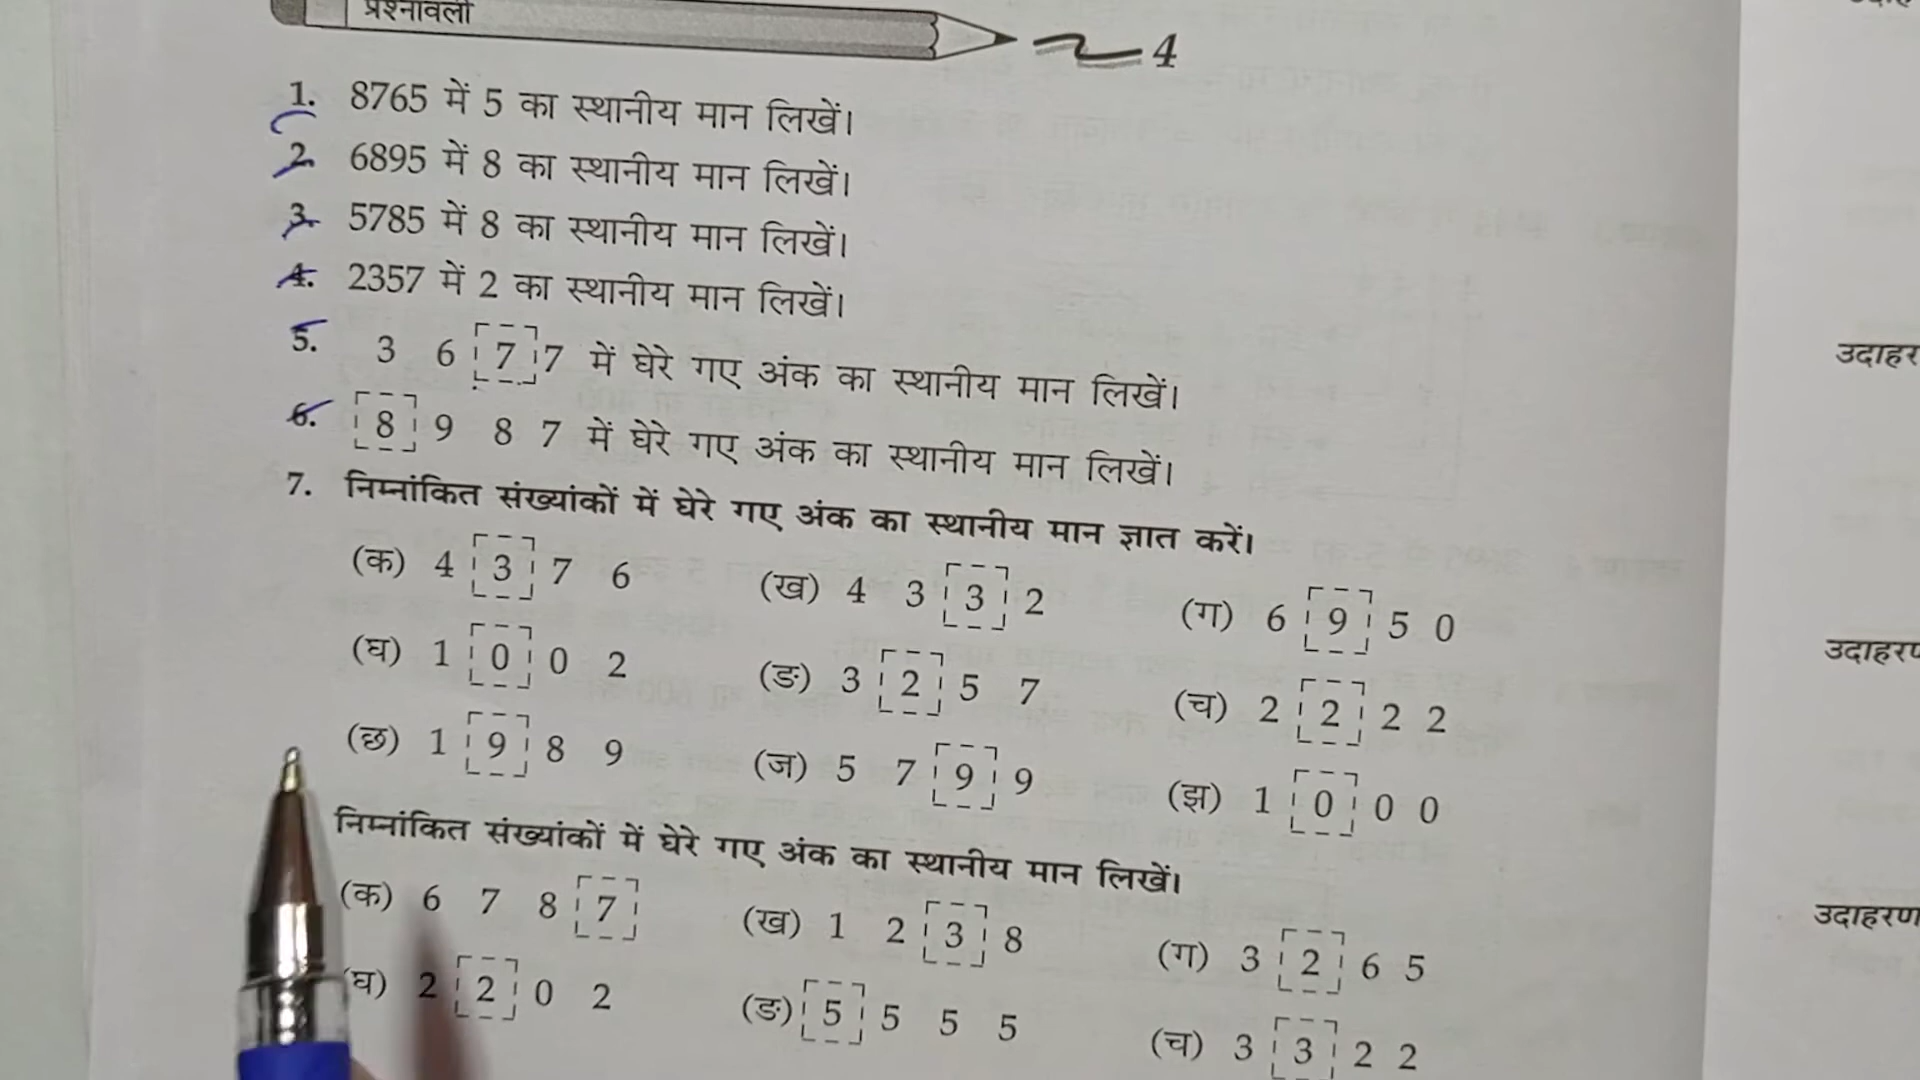 प्रश्नावली 4
1. 8765 में 5 का स्थानीय मान लिखें।
2. 6895 में 8 का स्थानीय मान लिखें।
3. 5785 में 8 का स्थानीय मान लिखें।
4. 2357 में 2 का स्थानीय मान लिखें।
5. 3 6 7 7 में घेरे गए अंक का स्थानीय मान लिखें।
6. 8 9 8 7 में घेरे गए अंक का स्थानीय मान लिखें।
7. निम्नांकित संख्यांकों में घेरे गए अंक का स्थानीय मान ज्ञात करें।
(क) 4 3 7 6 (ख) 4 3 3 2 (ग) 6 9 5 0
(घ) 1 0 0 2 (ङ) 3 2 5 7 (च) 2 2 2 2
(छ) 1 9 8 9 (ज) 5 7 9 9 (झ) 1 0 0 0
निम्नांकित संख्यांकों में घेरे गए अंक का स्थानीय मान लिखें।
(क) 6 7 8 7 (ख) 1 2 3 8 (ग) 3 2 6 5
(घ) 2 2 0 2 (ङ) 5 5 5 5 (च) 3 3 2 2
उदाहर
उदाहरण
उदाहरण